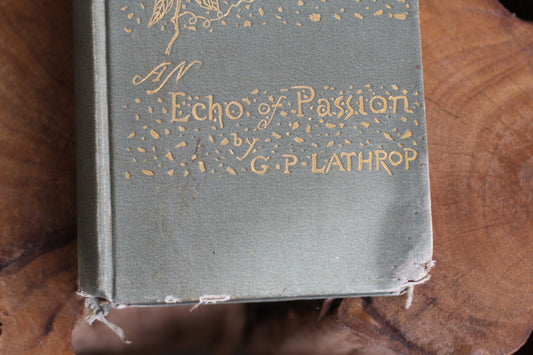 AN
Echo of Passion
by
G. P. LATHROP